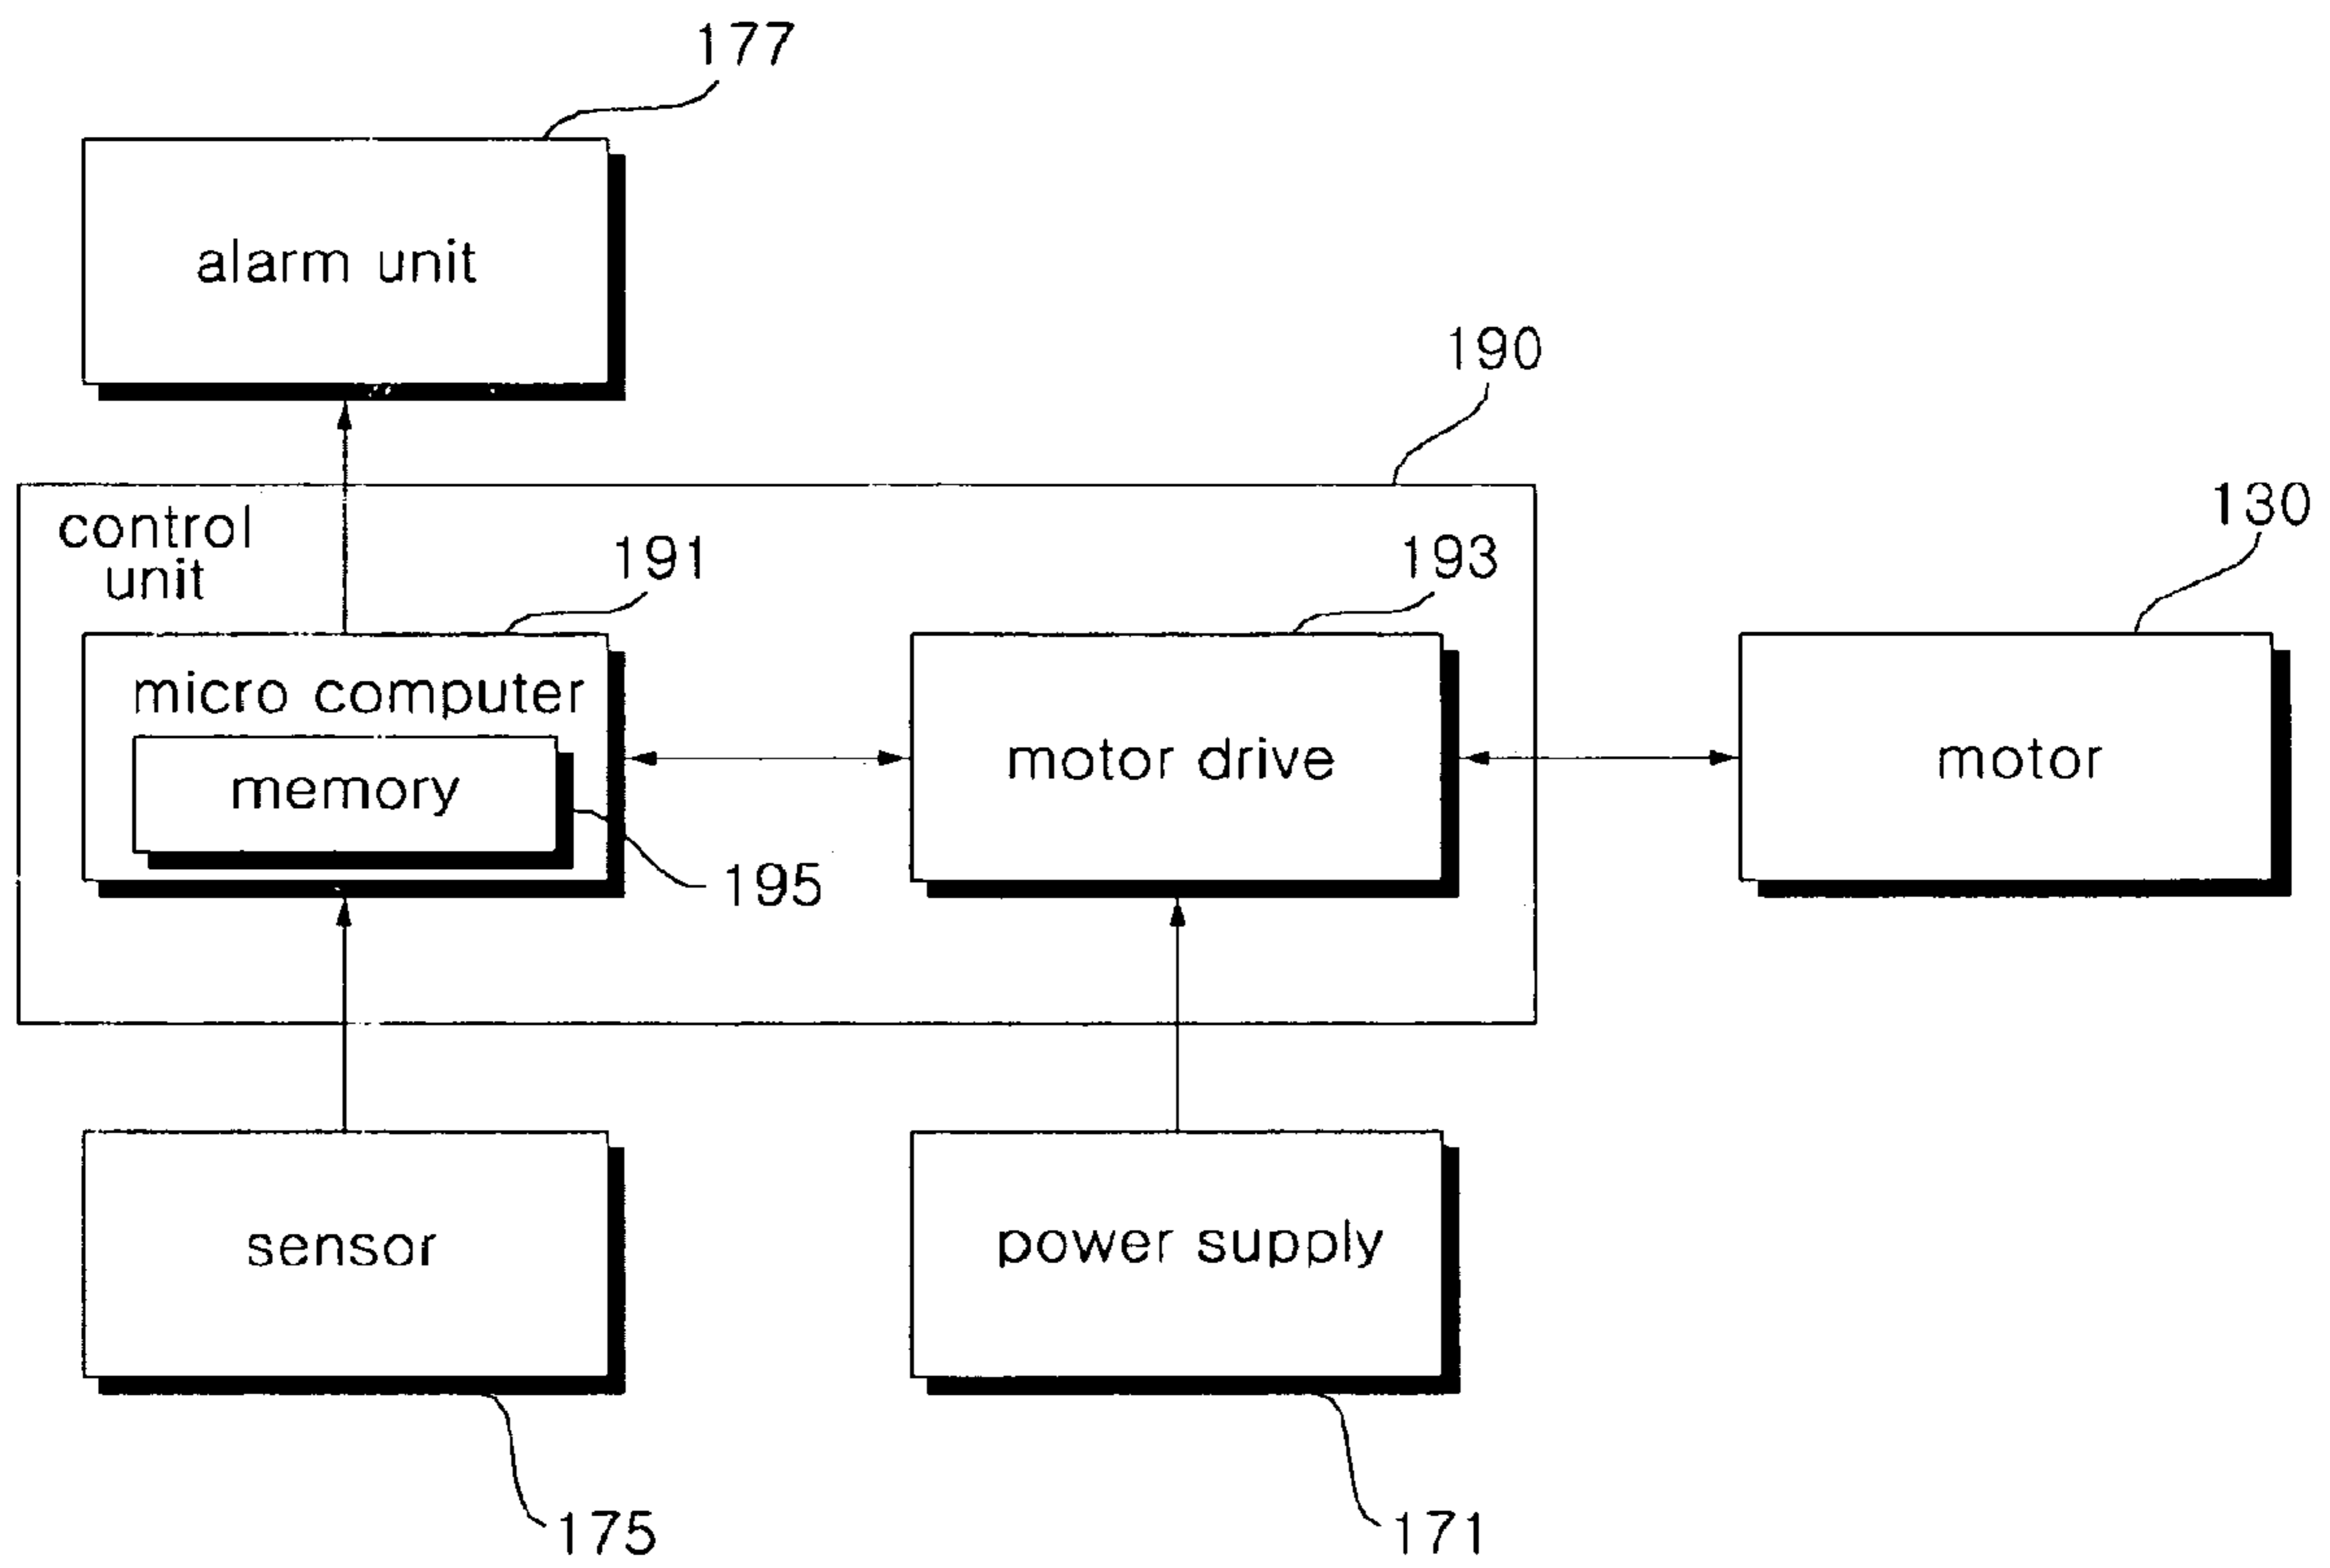 177
alarm unit
190
control
unit
130
191
193
micro computer
memory
motor drive
motor
195
sensor
power supply
175
171